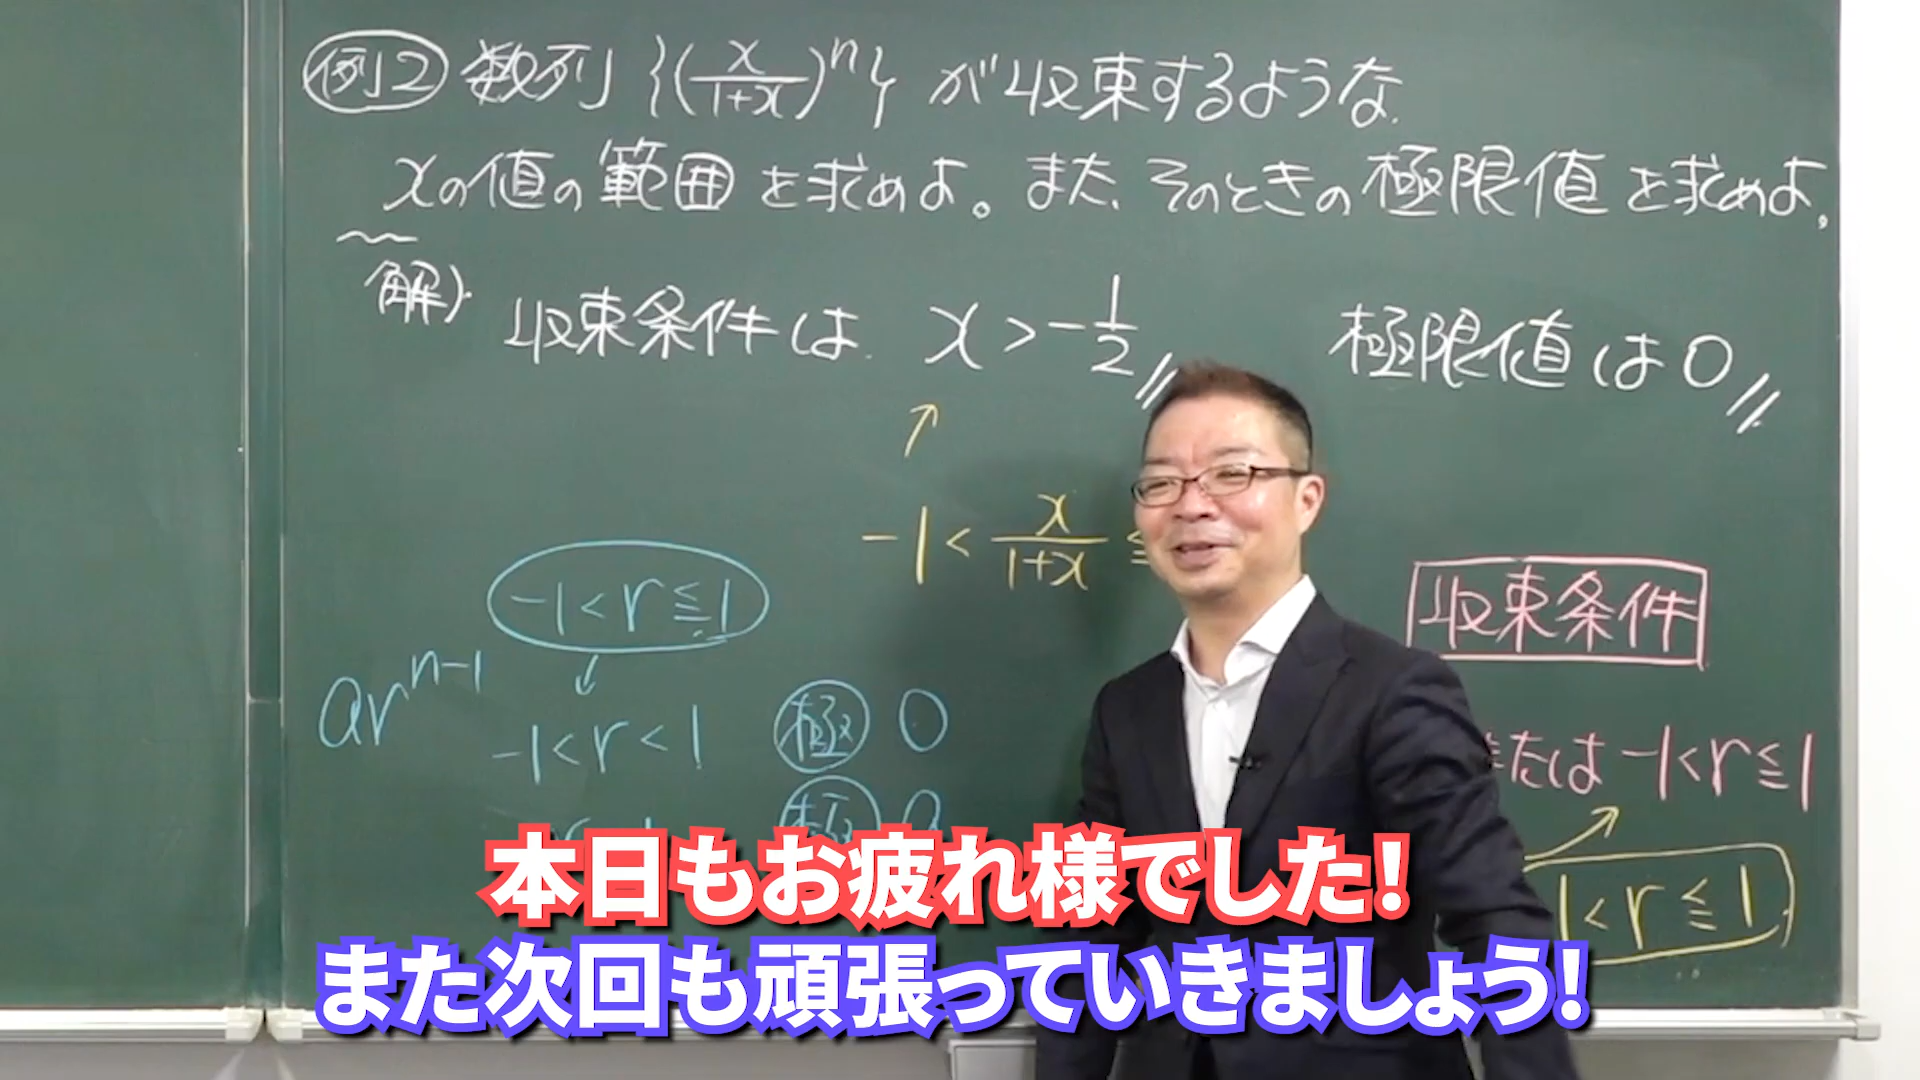 例2 数列{(x/1+x)^n}が収束するような
xの値の範囲を求めよ。また、そのときの極限値を求めよ。
解) 収束条件は x>-1/2 極限値は0
-1<x/1+x≦
-1<r≦1
収束条件
ar^n-1
-1<r<1 極 0
または -1<r≦1
1<r≦1
本日もお疲れ様でした!
また次回も頑張っていきましょう!